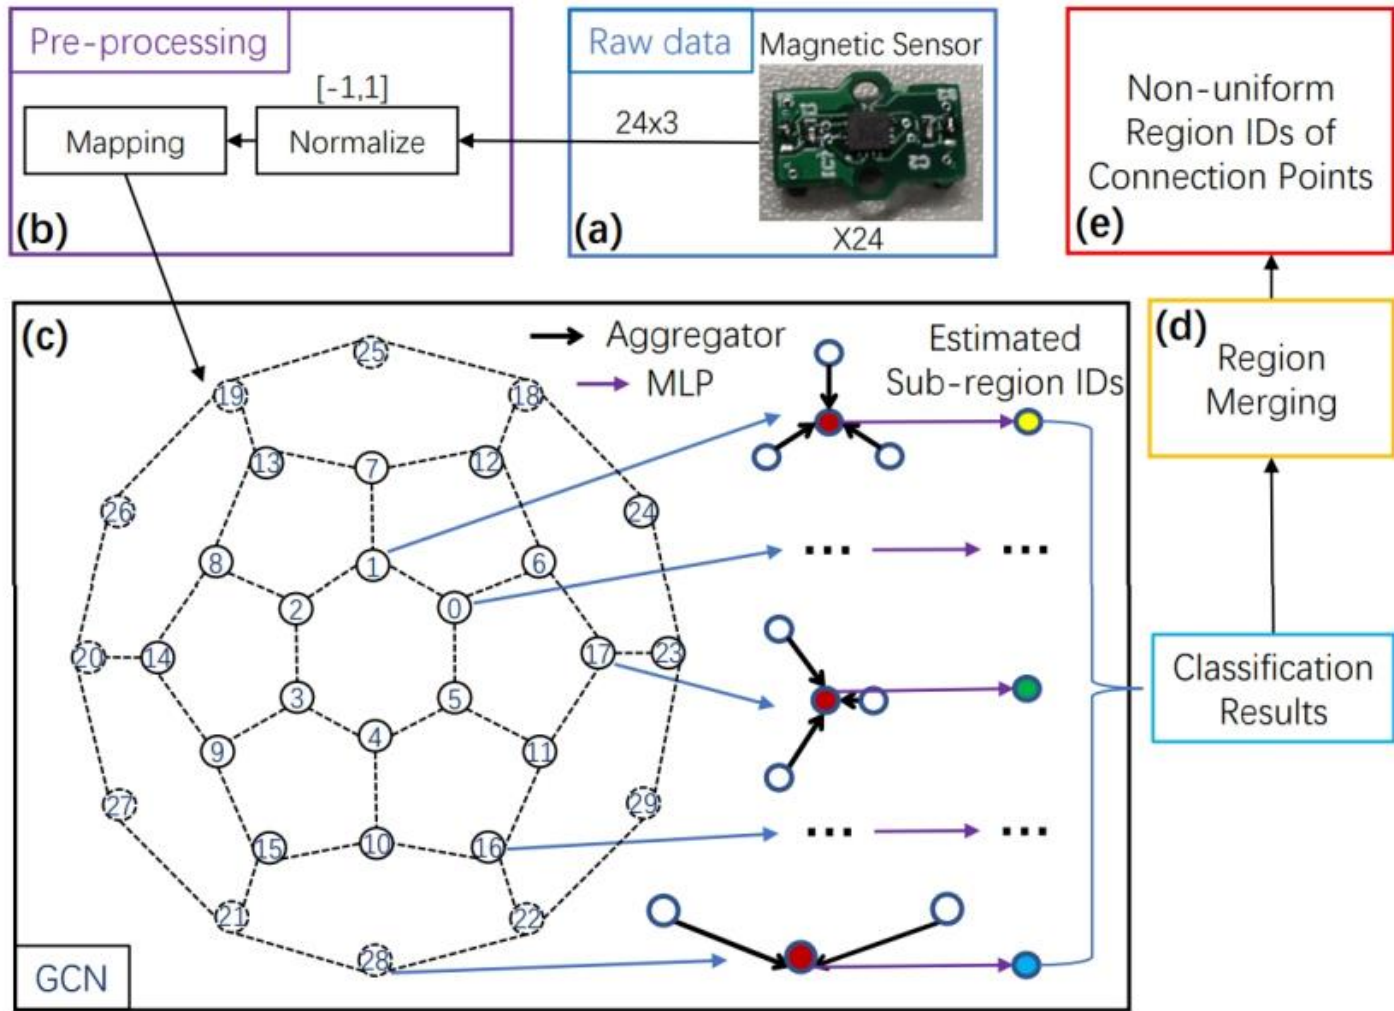 Pre-processing
[-1,1]
Mapping
Normalize
(b)
24x3
Raw data
Magnetic Sensor
X24
(a)
Non-uniform
Region IDs of
Connection Points
(e)
(c)
Aggregator
MLP
Estimated
Sub-region IDs
(d)
Region
Merging
Classification
Results
25
19
18
13
7
12
26
24
8
1
6
2
0
20
14
17
23
3
5
4
9
11
27
29
15
10
16
21
22
28
...
...
...
...
GCN